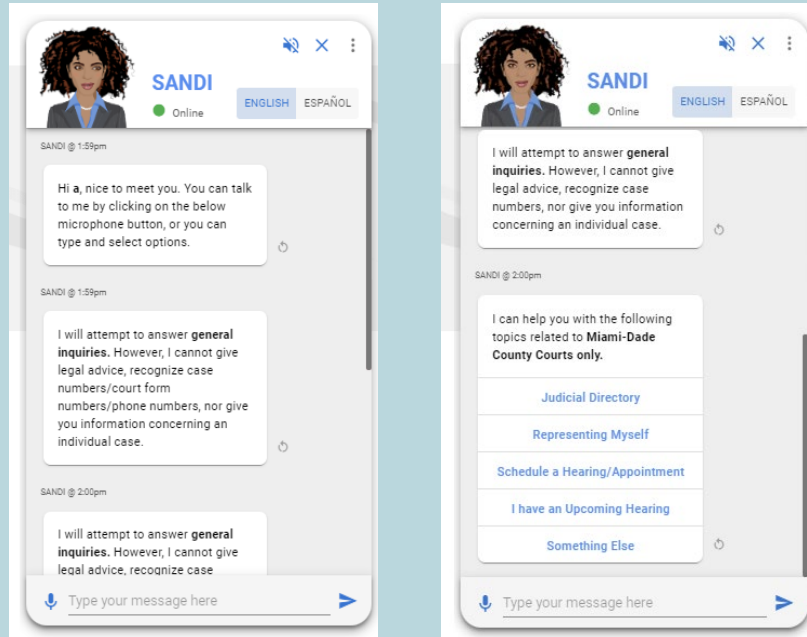 SANDI
Online
ENGLISH
ESPAÑOL
SANDI @ 1:59pm
Hi a, nice to meet you. You can talk
to me by clicking on the below
microphone button, or you can
type and select options.
SANDI @ 1:59pm
I will attempt to answer general
inquiries. However, I cannot give
legal advice, recognize case
numbers/court form
numbers/phone numbers, nor give
you information concerning an
individual case.
SANDI @ 2:00pm
I will attempt to answer general
inquiries. However, I cannot give
legal advice, recognize case
Type your message here
SANDI
Online
ENGLISH
ESPAÑOL
I will attempt to answer general
inquiries. However, I cannot give
legal advice, recognize case
numbers, nor give you information
concerning an individual case.
SANDI @ 2:00pm
I can help you with the following
topics related to Miami-Dade
County Courts only.
Judicial Directory
Representing Myself
Schedule a Hearing/Appointment
I have an Upcoming Hearing
Something Else
Type your message here